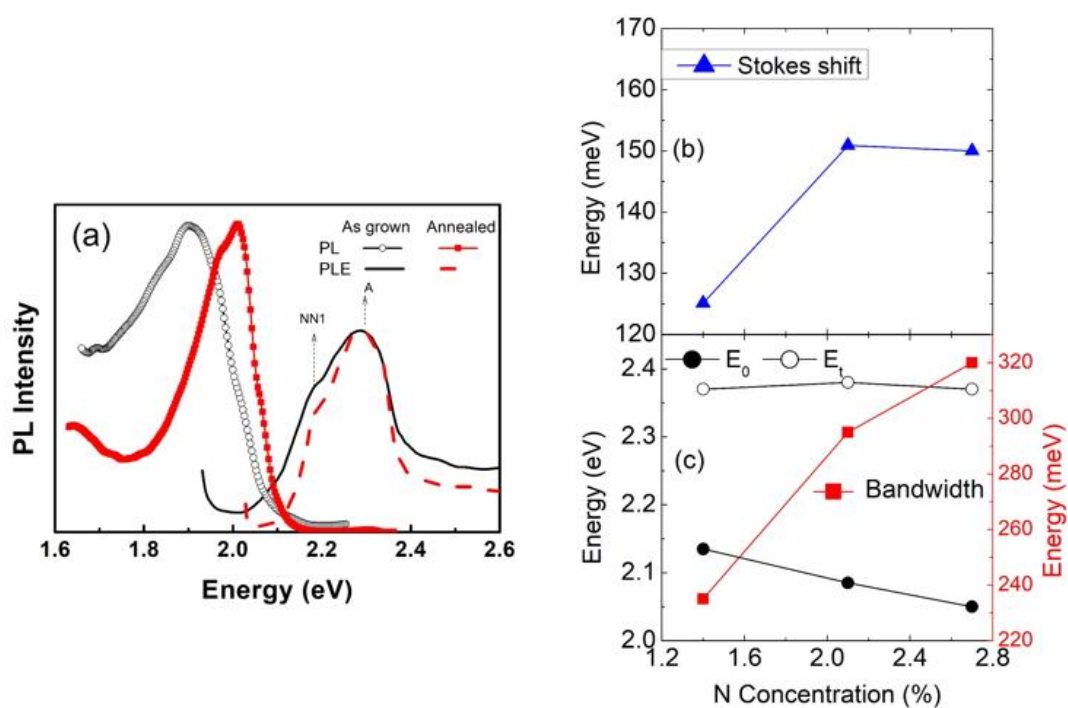 (a)
As grown Annealed
PL
PLE
A
NN1
PL Intensity
1.6 1.8 2.0 2.2 2.4 2.6
Energy (eV)
170
160
150
140
130
120
Energy (meV)
Stokes shift
(b)
E0 Et
2.4
2.3
2.2
2.1
2.0
Energy (eV)
(c)
Bandwidth
320
300
280
260
240
220
Energy (meV)
1.2 1.6 2.0 2.4 2.8
N Concentration (%)